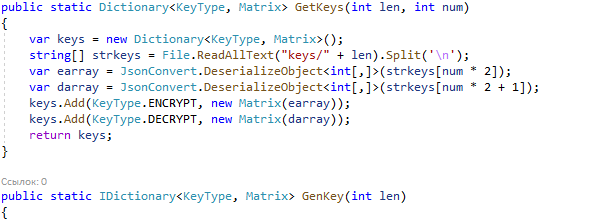 public static Dictionary<KeyType, Matrix> GetKeys(int len, int num)
{
var keys = new Dictionary<KeyType, Matrix>();
string[] strkeys = File.ReadAllText("keys/" + len).Split('\n');
var earray = JsonConvert.DeserializeObject<int[,]>(strkeys[num * 2]);
var darray = JsonConvert.DeserializeObject<int[,]>(strkeys[num * 2 + 1]);
keys.Add(KeyType.ENCRYPT, new Matrix(earray));
keys.Add(KeyType.DECRYPT, new Matrix(darray));
return keys;
}
Ссылок: 0
public static IDictionary<KeyType, Matrix> GenKey(int len)
{